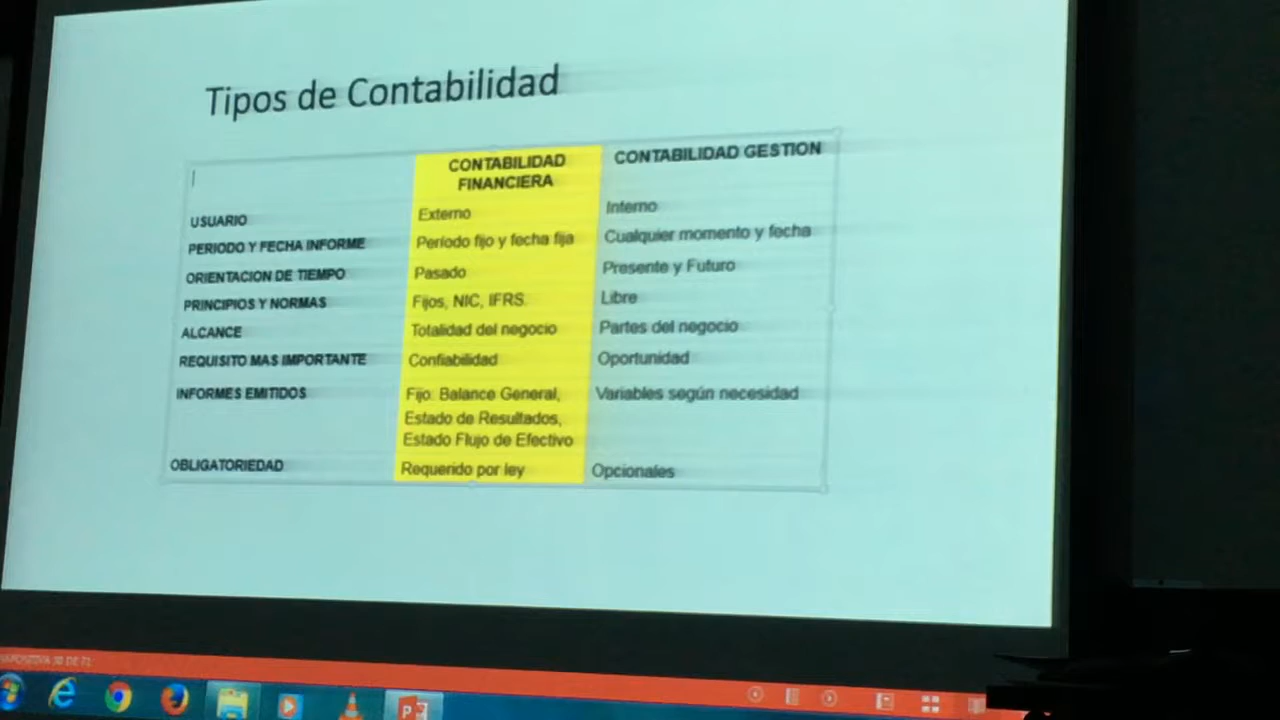 Tipos de Contabilidad
CONTABILIDAD FINANCIERA CONTABILIDAD GESTION
USUARIO Externo Interno
PERIODO Y FECHA INFORME Período fijo y fecha fija Cualquier momento y fecha
ORIENTACION DE TIEMPO Pasado Presente y Futuro
PRINCIPIOS Y NORMAS Fijos, NIC, IFRS Libre
ALCANCE Totalidad del negocio Partes del negocio
REQUISITO MAS IMPORTANTE Confiabilidad Oportunidad
INFORMES EMITIDOS Fijo: Balance General, Variables según necesidad
Estado de Resultados,
Estado Flujo de Efectivo
OBLIGATORIEDAD Requerido por ley Opcionales